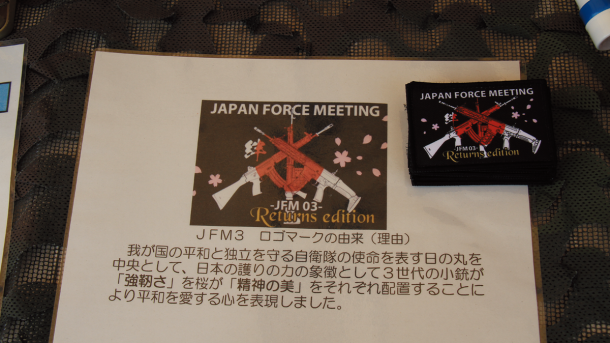 JAPAN FORCE MEETING
絆
-JFM 03-
Returns edition
JFM3 ロゴマークの由来(理由)
我が国の平和と独立を守る自衛隊の使命を表す日の丸を
中央として、日本の護りの力の象徴として3世代の小銃が
「強靭さ」を桜が「精神の美」をそれぞれ配置することに
より平和を愛する心を表現しました。
JAPAN FORCE MEETING
絆
-JFM 03-
Returns edition